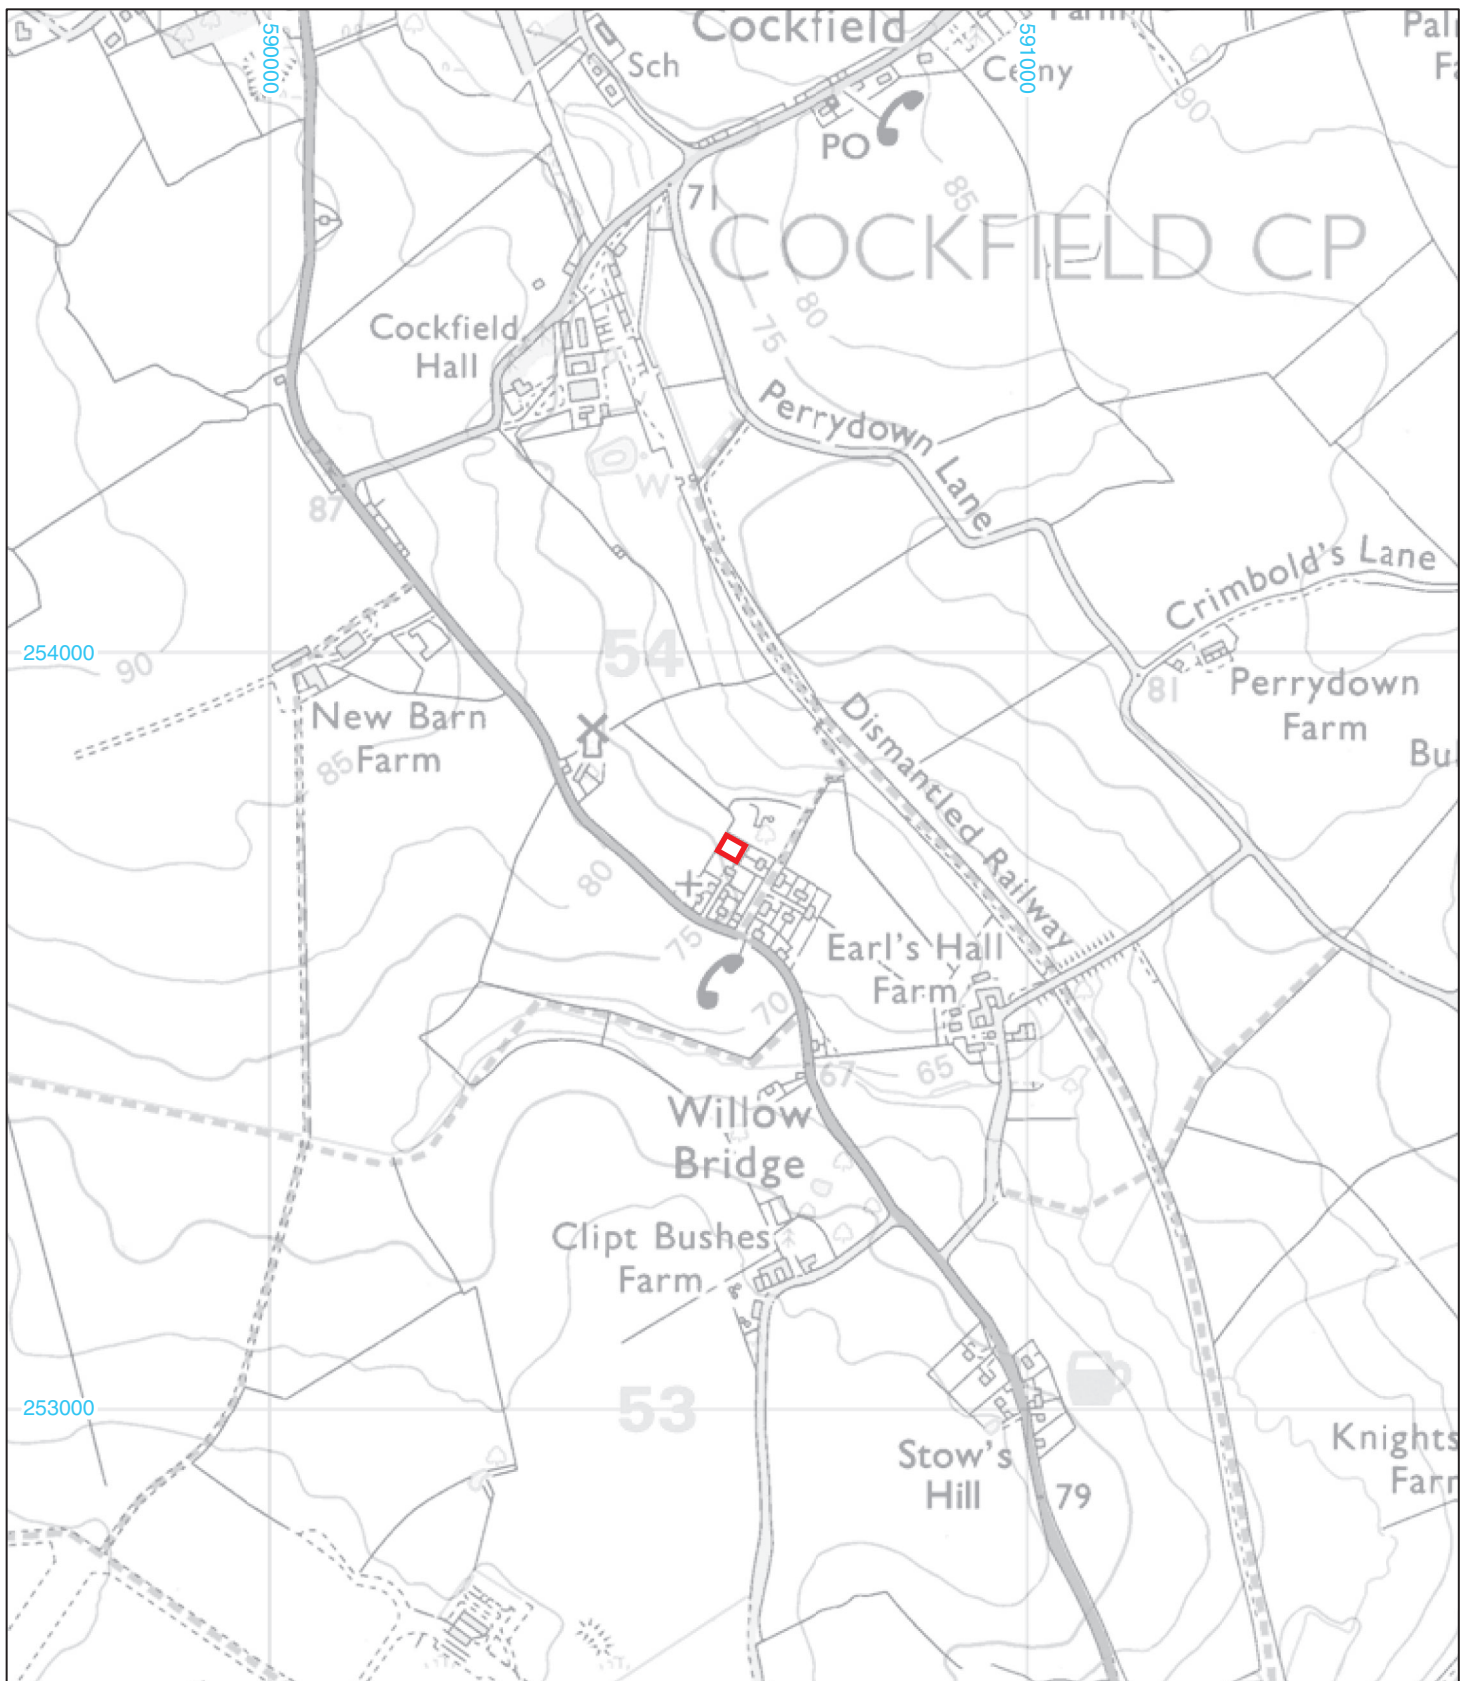 Cockfield
590000
591000
Sch
Cemy
90
PO
71
85
COCKFIELD CP
80
75
Cockfield
Hall
Perrydown Lane
W
87
Crimbold's Lane
254000
54
90
81
Perrydown
Farm
New Barn
Farm
85
Dismantled Railway
80
75
Earl's Hall
Farm
70
67
65
Willow
Bridge
Clipt Bushes
Farm
253000
53
Knights
Stow's
Hill
79